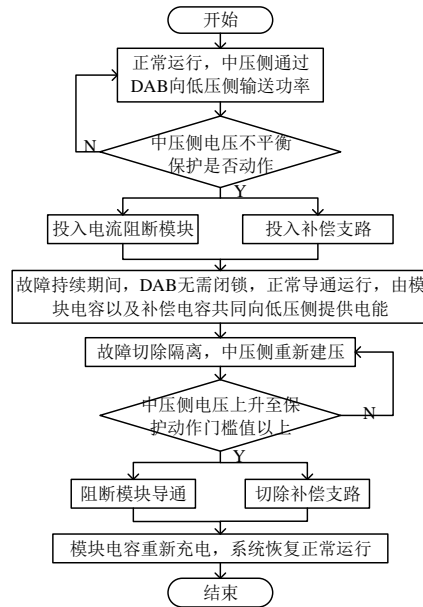 开始
正常运行，中压侧通过
DAB向低压侧输送功率
N
中压侧电压不平衡
保护是否动作
Y
投入电流阻断模块
投入补偿支路
故障持续期间，DAB无需闭锁，正常导通运行，由模
块电容以及补偿电容共同向低压侧提供电能
故障切除隔离，中压侧重新建压
中压侧电压上升至保
护动作门槛值以上
N
Y
阻断模块导通
切除补偿支路
模块电容重新充电，系统恢复正常运行
结束